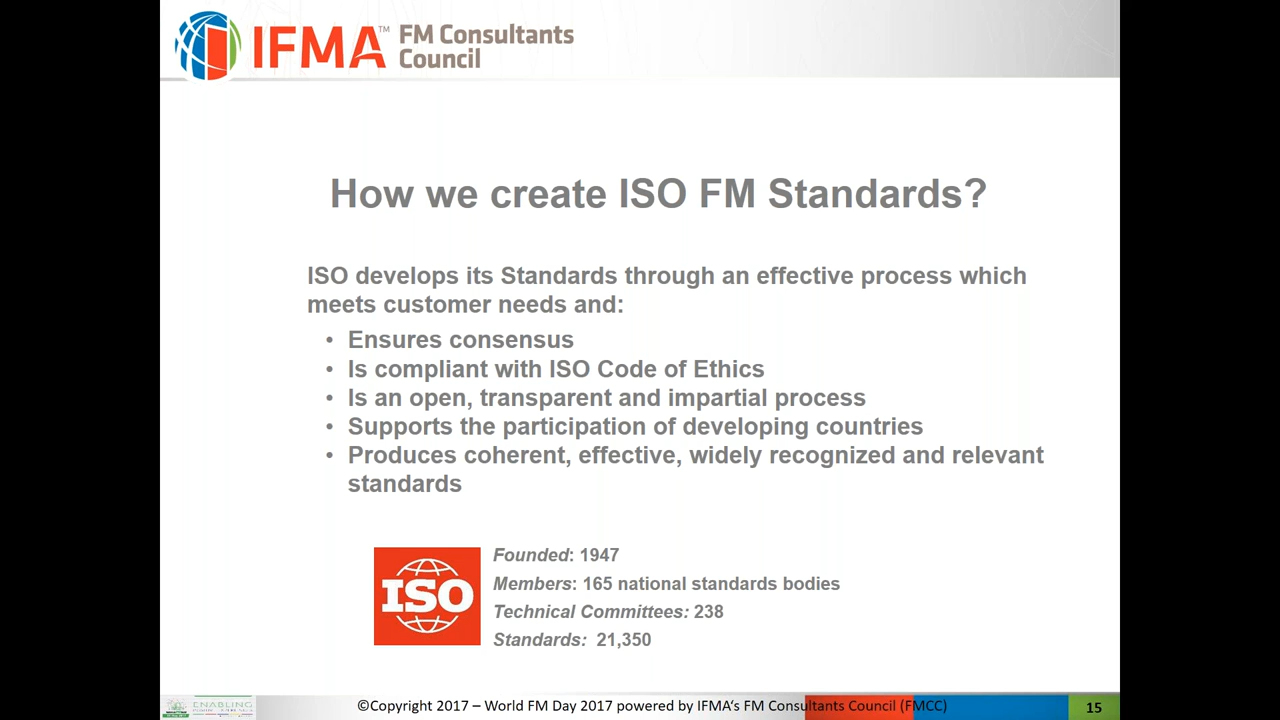 IFMA™ FM Consultants
Council
How we create ISO FM Standards?
ISO develops its Standards through an effective process which
meets customer needs and:
• Ensures consensus
• Is compliant with ISO Code of Ethics
• Is an open, transparent and impartial process
• Supports the participation of developing countries
• Produces coherent, effective, widely recognized and relevant
standards
ISO
Founded: 1947
Members: 165 national standards bodies
Technical Committees: 238
Standards: 21,350
ENABLING
©Copyright 2017 – World FM Day 2017 powered by IFMA‘s FM Consultants Council (FMCC)
15